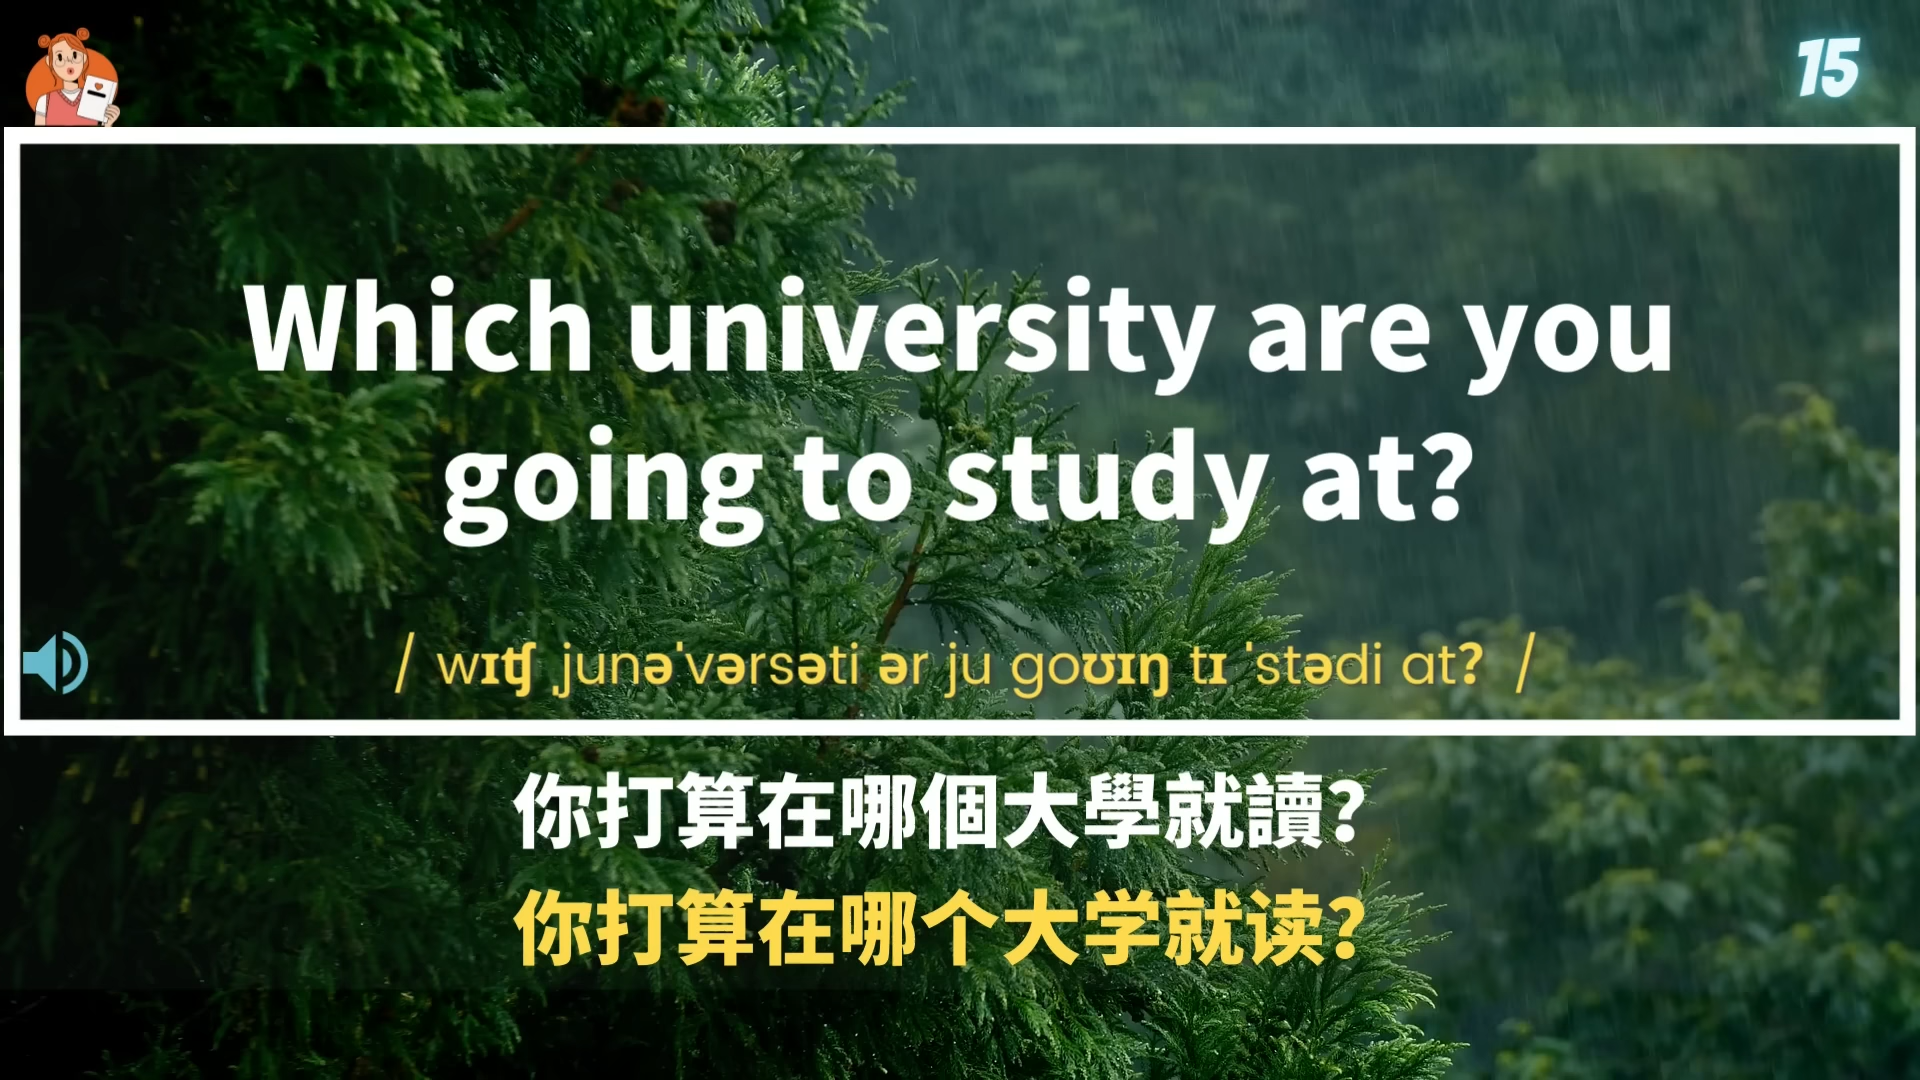 15
Which university are you
going to study at?
/ wɪʧ ˌjunəˈvərsəti ər ju goʊɪŋ tɪ ˈstədi at? /
你打算在哪個大學就讀？
你打算在哪个大学就读？